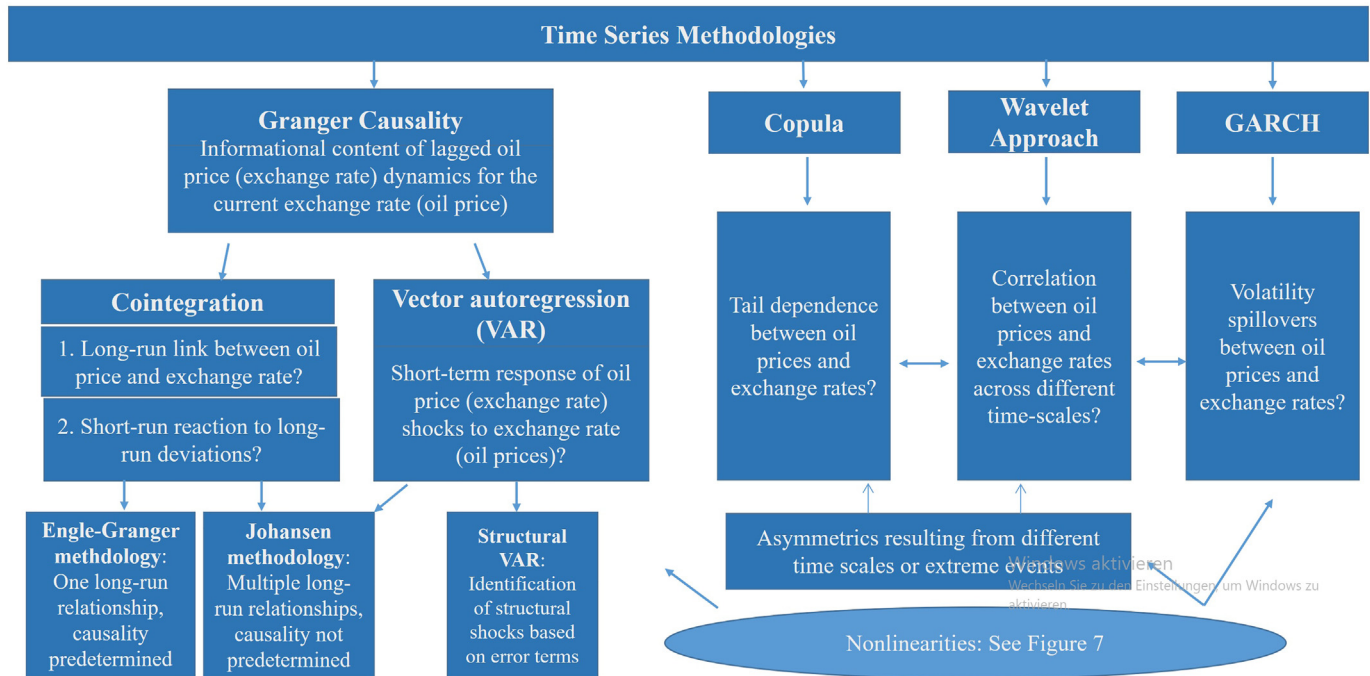 Time Series Methodologies
Granger Causality
Informational content of lagged oil
price (exchange rate) dynamics for the
current exchange rate (oil price)
Copula
Wavelet
Approach
GARCH
Cointegration
1. Long-run link between oil
price and exchange rate?
2. Short-run reaction to long-
run deviations?
Vector autoregression
(VAR)
Short-term response of oil
price (exchange rate)
shocks to exchange rate
(oil prices)?
Tail dependence
between oil
prices and
exchange rates?
Correlation
between oil
prices and
exchange rates
across different
time-scales?
Volatility
spillovers
between oil
prices and
exchange rates?
Engle-Granger
methdology:
One long-run
relationship,
causality
predetermined
Johansen
methodology:
Multiple long-
run relationships,
causality not
predetermined
Structural
VAR:
Identification
of structural
shocks based
on error terms
Asymmetrics resulting from different
time scales or extreme events
Windows aktivieren
Wechseln Sie zu den Einstellungen, um Windows zu
aktivieren
Nonlinearities: See Figure 7